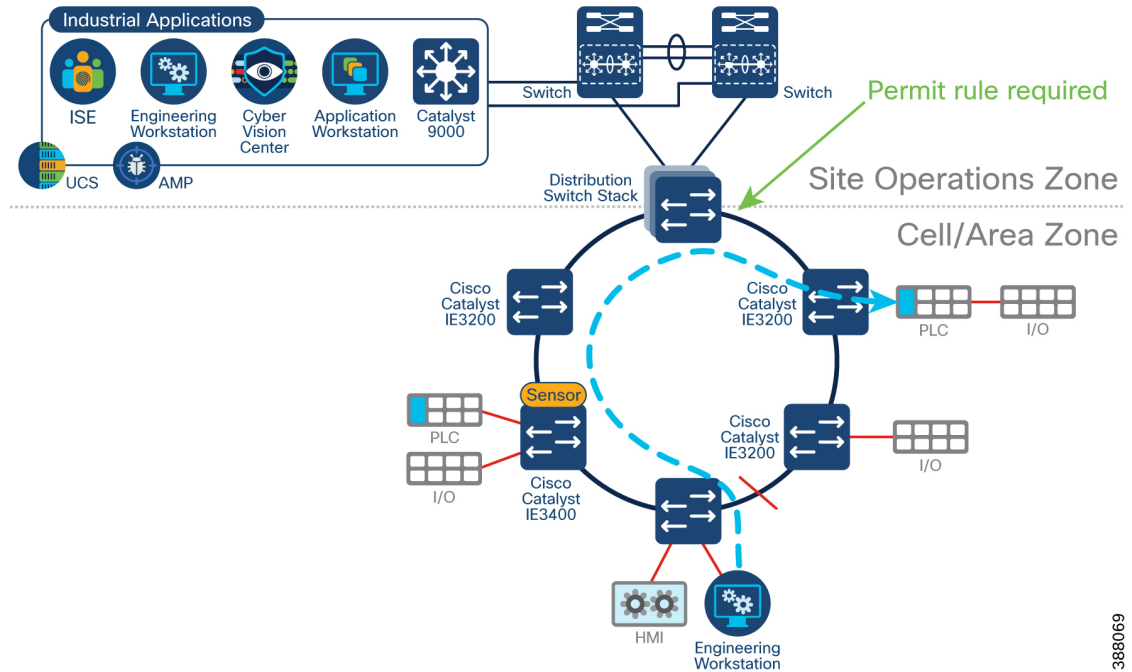 Industrial Applications
ISE
Engineering
Workstation
Cyber
Vision
Center
Application
Workstation
Catalyst
9000
UCS
AMP
Switch
Switch
Permit rule required
Distribution
Switch Stack
Site Operations Zone
Cell/Area Zone
Cisco
Catalyst
IE3200
Cisco
Catalyst
IE3200
PLC
I/O
Sensor
PLC
I/O
Cisco
Catalyst
IE3400
Cisco
Catalyst
IE3200
I/O
HMI
Engineering
Workstation
388069